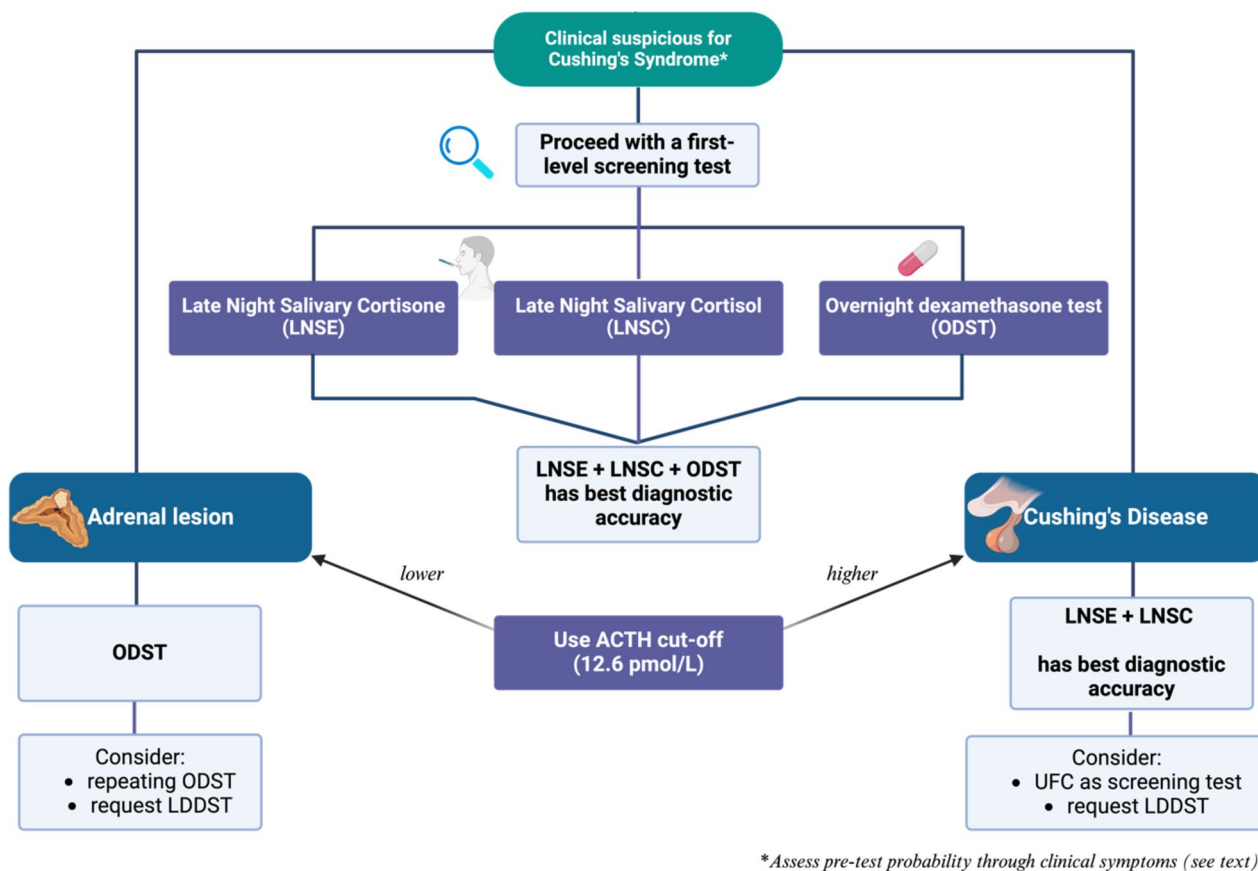 Clinical suspicious for
Cushing's Syndrome*
Proceed with a first-
level screening test
Late Night Salivary Cortisone
(LNSE)
Late Night Salivary Cortisol
(LNSC)
Overnight dexamethasone test
(ODST)
LNSE + LNSC + ODST
has best diagnostic
accuracy
Adrenal lesion
Cushing's Disease
lower
higher
Use ACTH cut-off
(12.6 pmol/L)
ODST
LNSE + LNSC
has best diagnostic
accuracy
Consider:
• repeating ODST
• request LDDST
Consider:
• UFC as screening test
• request LDDST
*Assess pre-test probability through clinical symptoms (see text)